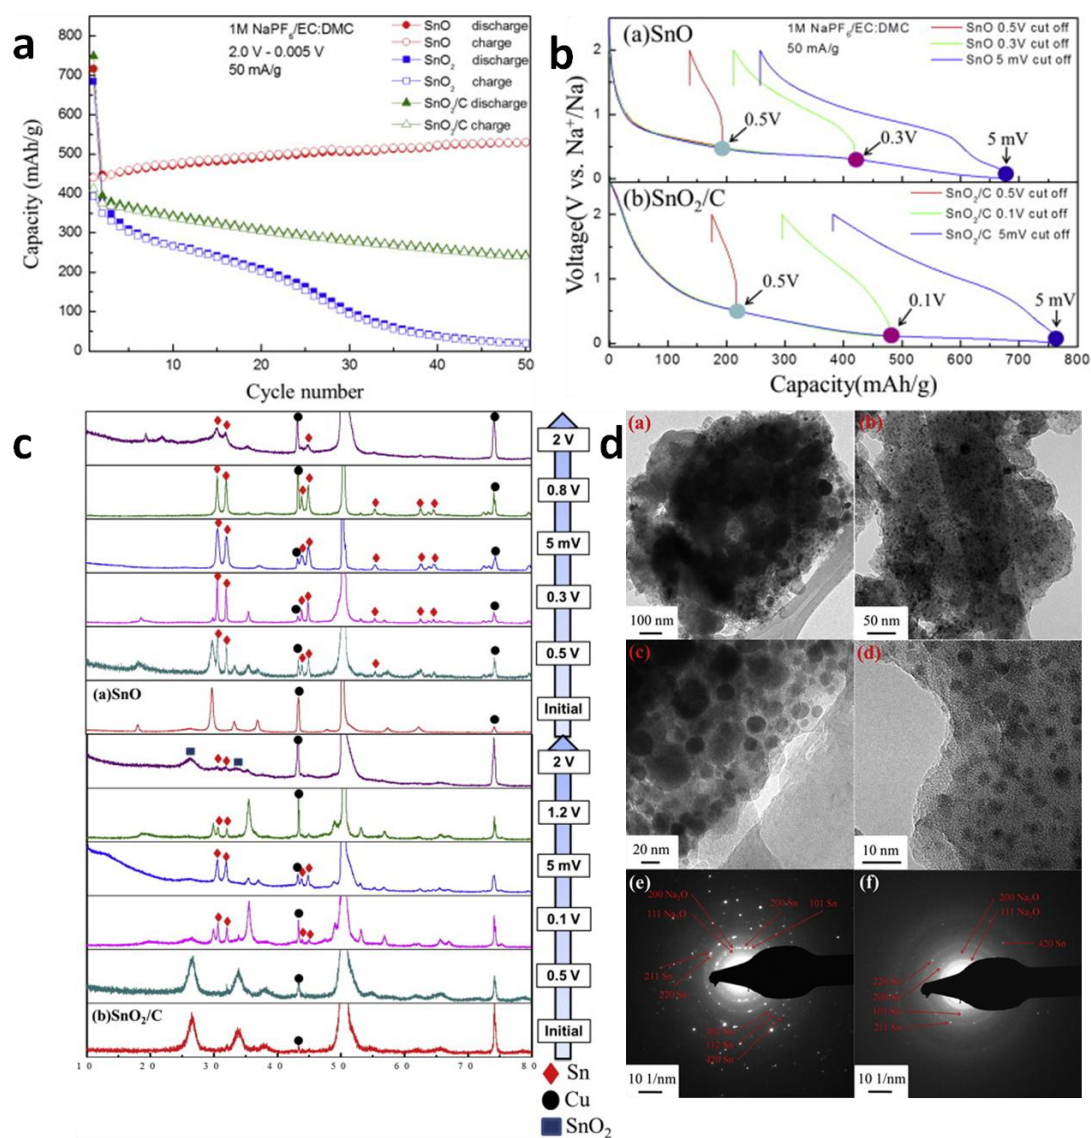 a
1M NaPF6/EC:DMC
2.0 V - 0.005 V
50 mA/g
SnO discharge
SnO charge
SnO2 discharge
SnO2 charge
SnO2/C discharge
SnO2/C charge
Capacity (mAh/g)
800
700
600
500
400
300
200
100
0
10 20 30 40 50
Cycle number
b
(a)SnO
1M NaPF6/EC:DMC
50 mA/g
SnO 0.5V cut off
SnO 0.3V cut off
SnO 5 mV cut off
0.5V
0.3V
5 mV
(b)SnO2/C
SnO2/C 0.5V cut off
SnO2/C 0.1V cut off
SnO2/C 5mV cut off
0.5V
0.1V
5 mV
Voltage(V vs. Na+/Na)
2
1
0
2
1
0
0 100 200 300 400 500 600 700 800
Capacity(mAh/g)
c
2 V
0.8 V
5 mV
0.3 V
0.5 V
(a)SnO
Initial
2 V
1.2 V
5 mV
0.1 V
0.5 V
(b)SnO2/C
Initial
10 20 30 40 50 60 70 80
Sn
Cu
SnO2
d
(a)
100 nm
(b)
50 nm
(c)
20 nm
(d)
10 nm
(e)
200 Na2O
111 Na2O
200 Sn
101 Sn
211 Sn
220 Sn
112 Sn
420 Sn
10 1/nm
(f)
200 Na2O
111 Na2O
420 Sn
101 Sn
211 Sn
10 1/nm